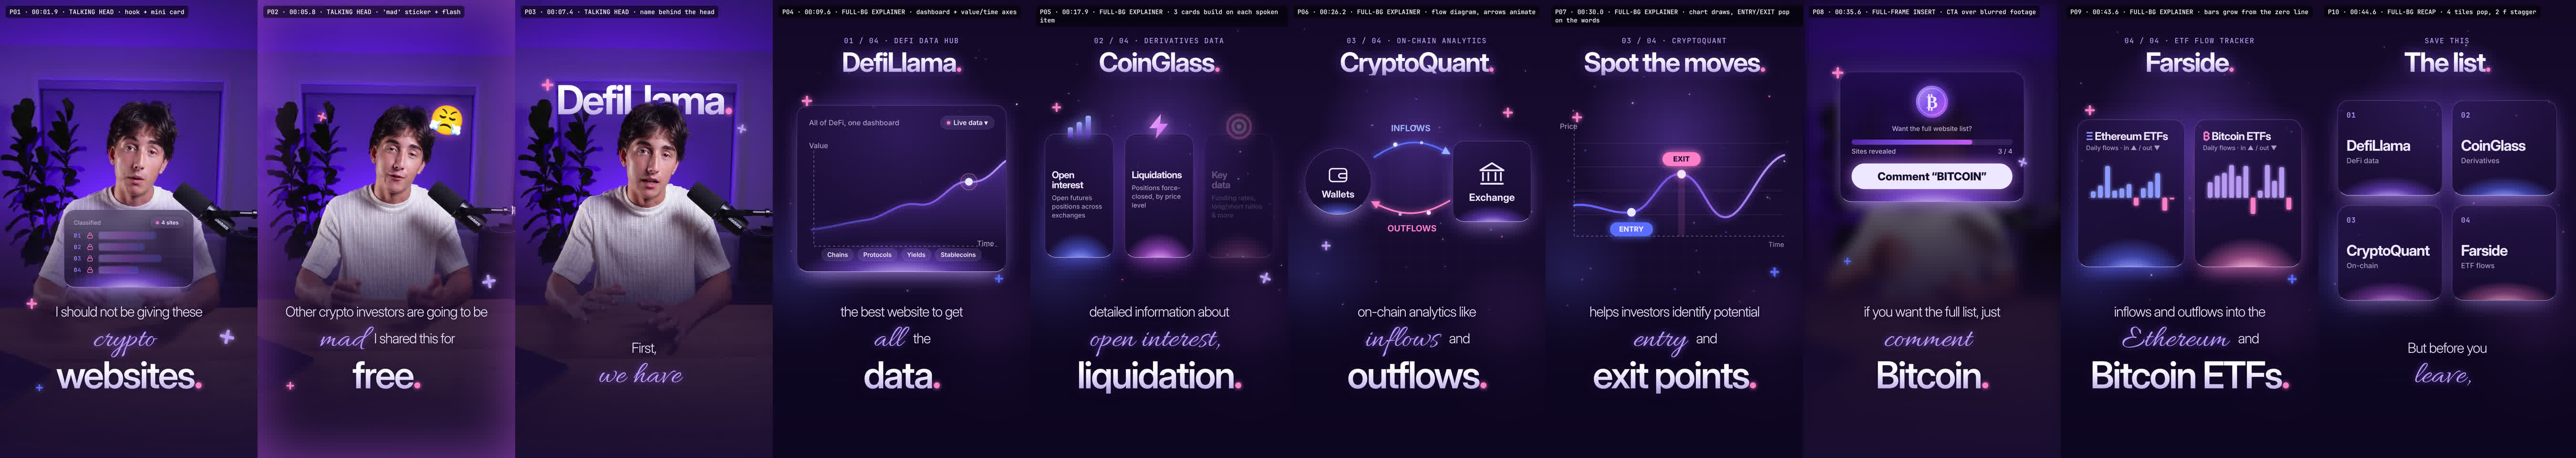 P01 · 00:01.9 · TALKING HEAD · hook + mini card
Classified
4 sites
01
02
03
04
I should not be giving these
crypto
websites.
P02 · 00:05.8 · TALKING HEAD · 'mad' sticker + flash
Other crypto investors are going to be
mad I shared this for
free.
P03 · 00:07.4 · TALKING HEAD · name behind the head
DefiLlama.
First,
we have
P04 · 00:09.6 · FULL-BG EXPLAINER · dashboard + value/time axes
01 / 04 · DEFI DATA HUB
DefiLlama.
All of DeFi, one dashboard
Live data ▾
Value
Time
Chains
Protocols
Yields
Stablecoins
the best website to get
all the
data.
P05 · 00:17.9 · FULL-BG EXPLAINER · 3 cards build on each spoken
item
02 / 04 · DERIVATIVES DATA
CoinGlass.
Open
interest
Open futures
positions across
exchanges
Liquidations
Positions force-
closed, by price
level
Key
data
Funding rates,
long/short ratios
& more
detailed information about
open interest,
liquidation.
P06 · 00:26.2 · FULL-BG EXPLAINER · flow diagram, arrows animate
03 / 04 · ON-CHAIN ANALYTICS
CryptoQuant.
INFLOWS
Wallets
Exchange
OUTFLOWS
on-chain analytics like
inflows and
outflows.
P07 · 00:30.0 · FULL-BG EXPLAINER · chart draws, ENTRY/EXIT pop
on the words
03 / 04 · CRYPTOQUANT
Spot the moves.
Price
EXIT
ENTRY
Time
helps investors identify potential
entry and
exit points.
P08 · 00:35.6 · FULL-FRAME INSERT · CTA over blurred footage
₿
Want the full website list?
Sites revealed
3 / 4
Comment “BITCOIN”
if you want the full list, just
comment
Bitcoin.
P09 · 00:43.6 · FULL-BG EXPLAINER · bars grow from the zero line
04 / 04 · ETF FLOW TRACKER
Farside.
Ξ Ethereum ETFs
Daily flows · in ▲ / out ▼
₿ Bitcoin ETFs
Daily flows · in ▲ / out ▼
inflows and outflows into the
Ethereum and
Bitcoin ETFs.
P10 · 00:44.6 · FULL-BG RECAP · 4 tiles pop, 2 f stagger
SAVE THIS
The list.
01
DefiLlama
DeFi data
02
CoinGlass
Derivatives
03
CryptoQuant
On-chain
04
Farside
ETF flows
But before you
leave,